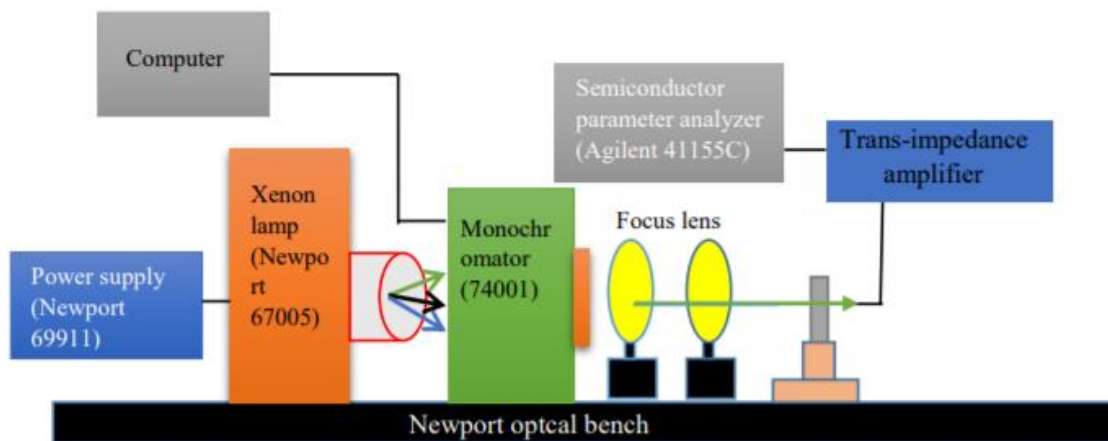 Computer
Semiconductor
parameter analyzer
(Agilent 41155C)
Trans-impedance
amplifier
Xenon
lamp
(Newpo
rt
67005)
Monochr
omator
(74001)
Focus lens
Power supply
(Newport
69911)
Newport optcal bench